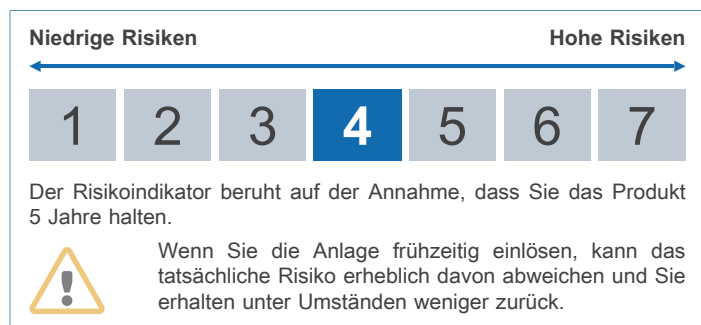 Niedrige Risiken Hohe Risiken
1 2 3 4 5 6 7
Der Risikoindikator beruht auf der Annahme, dass Sie das Produkt
5 Jahre halten.
Wenn Sie die Anlage frühzeitig einlösen, kann das
tatsächliche Risiko erheblich davon abweichen und Sie
erhalten unter Umständen weniger zurück.